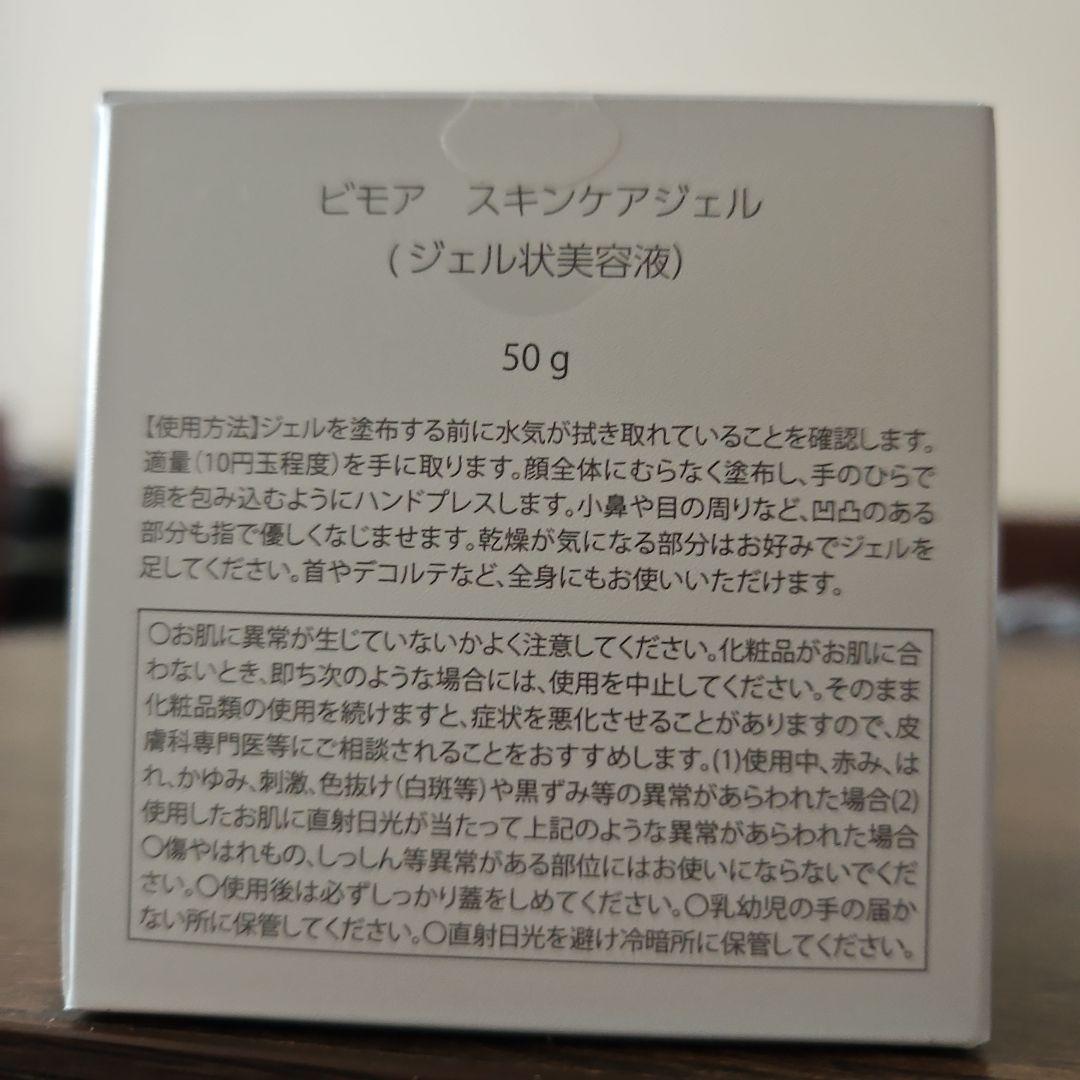 ビモア　スキンケアジェル
(ジェル状美容液)
50 g
【使用方法】ジェルを塗布する前に水気が拭き取れていることを確認します。
適量(10円玉程度)を手に取ります。顔全体にむらなく塗布し、手のひらで
顔を包み込むようにハンドプレスします。小鼻や目の周りなど、凹凸のある
部分も指で優しくなじませます。乾燥が気になる部分はお好みでジェルを
足してください。首やデコルテなど、全身にもお使いいただけます。
〇お肌に異常が生じていないかよく注意してください。化粧品がお肌に合
わないとき、即ち次のような場合には、使用を中止してください。そのまま
化粧品類の使用を続けますと、症状を悪化させることがありますので、皮
膚科専門医等にご相談されることをおすすめします。(1)使用中、赤み、は
れ、かゆみ、刺激、色抜け(白斑等)や黒ずみ等の異常があらわれた場合(2)
使用したお肌に直射日光が当たって上記のような異常があらわれた場合
〇傷やはれもの、しっしん等異常がある部位にはお使いにならないでくだ
さい。〇使用後は必ずしっかり蓋をしめてください。〇乳幼児の手の届か
ない所に保管してください。〇直射日光を避け冷暗所に保管してください。